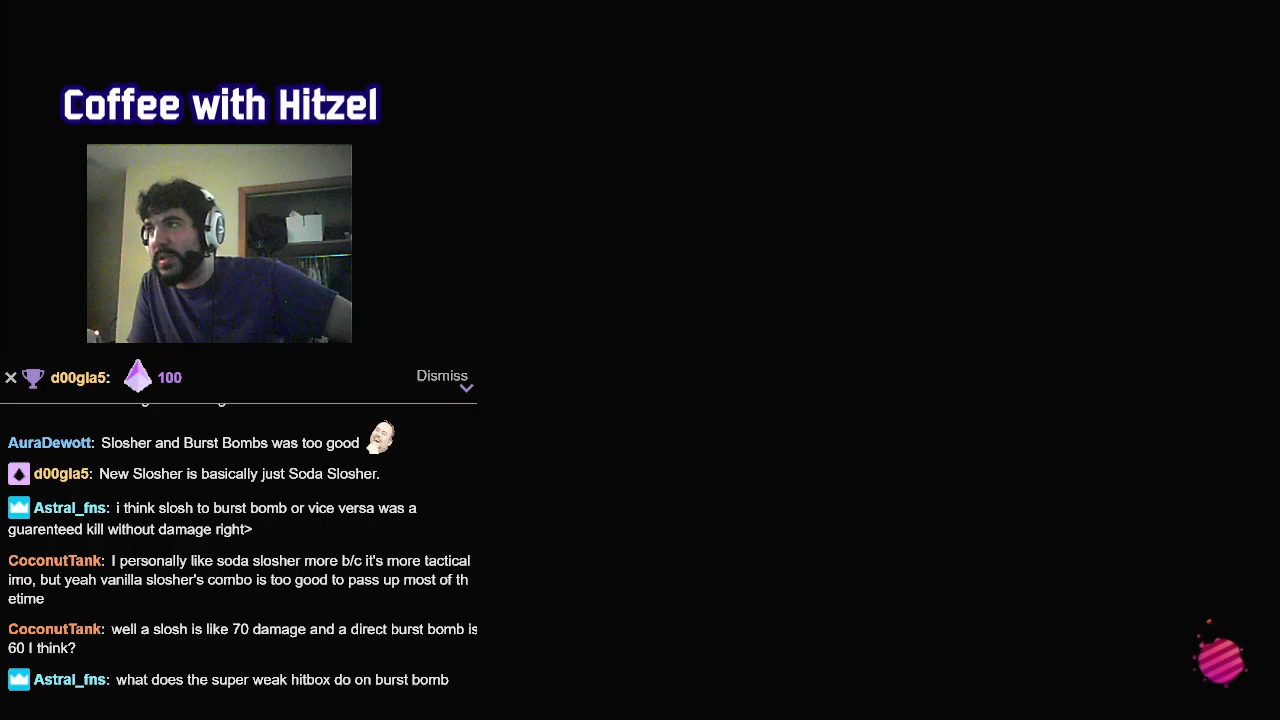 Coffee with Hitzel
d00gla5: 100 Dismiss
AuraDewott: Slosher and Burst Bombs was too good
d00gla5: New Slosher is basically just Soda Slosher.
Astral_fns: i think slosh to burst bomb or vice versa was a
guarenteed kill without damage right>
CoconutTank: I personally like soda slosher more b/c it's more tactical
imo, but yeah vanilla slosher's combo is too good to pass up most of th
etime
CoconutTank: well a slosh is like 70 damage and a direct burst bomb is
60 I think?
Astral_fns: what does the super weak hitbox do on burst bomb